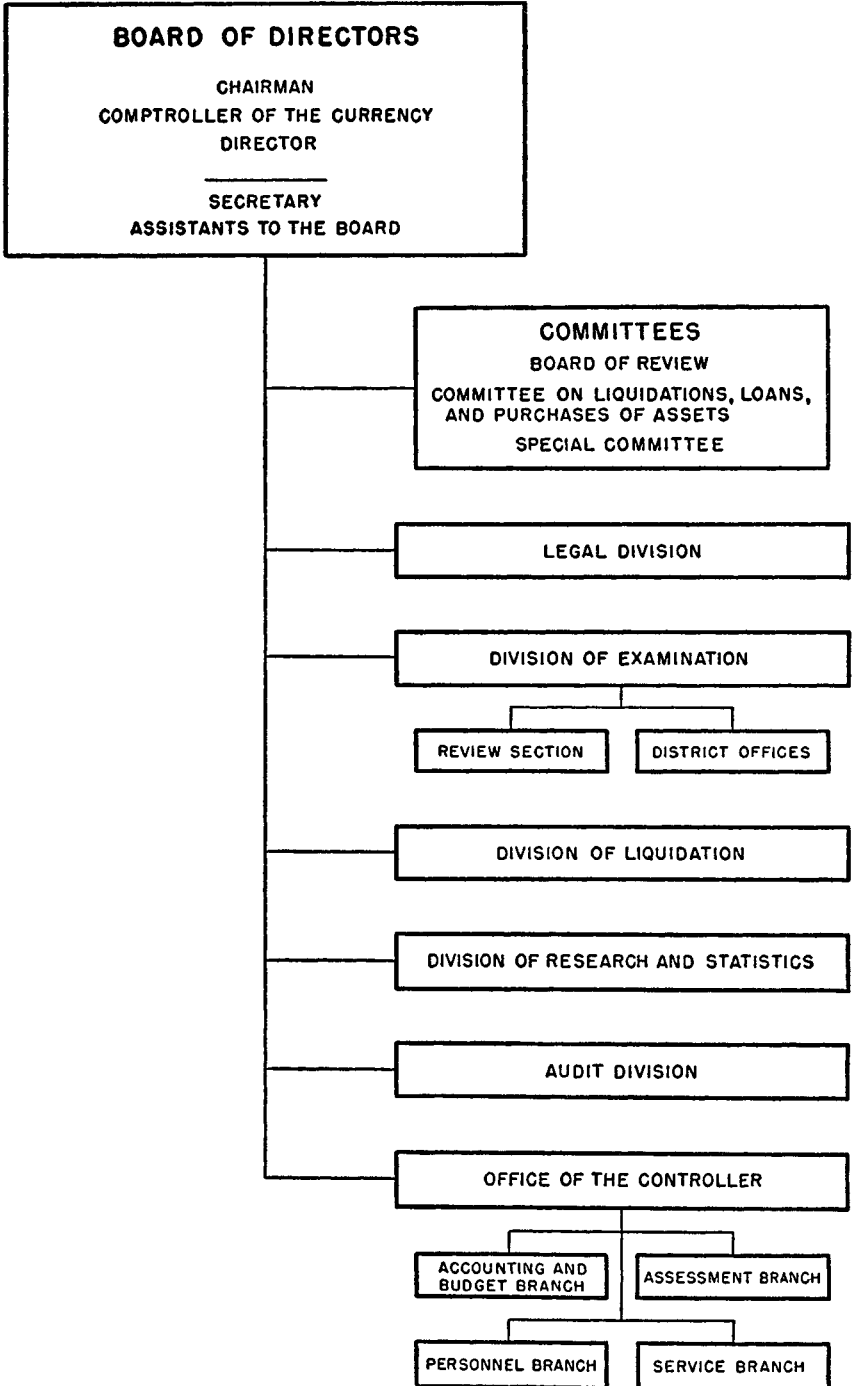 BOARD OF DIRECTORS
CHAIRMAN
COMPTROLLER OF THE CURRENCY
DIRECTOR
SECRETARY
ASSISTANTS TO THE BOARD
COMMITTEES
BOARD OF REVIEW
COMMITTEE ON LIQUIDATIONS, LOANS,
AND PURCHASES OF ASSETS
SPECIAL COMMITTEE
LEGAL DIVISION
DIVISION OF EXAMINATION
REVIEW SECTION
DISTRICT OFFICES
DIVISION OF LIQUIDATION
DIVISION OF RESEARCH AND STATISTICS
AUDIT DIVISION
OFFICE OF THE CONTROLLER
ACCOUNTING AND
BUDGET BRANCH
ASSESSMENT BRANCH
PERSONNEL BRANCH
SERVICE BRANCH